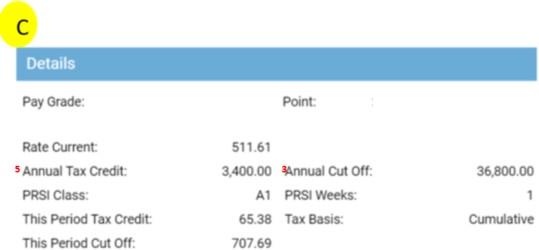 C
Details
Pay Grade: Point: :
Rate Current: 511.61
5 Annual Tax Credit: 3,400.00 3 Annual Cut Off: 36,800.00
PRSI Class: A1 PRSI Weeks: 1
This Period Tax Credit: 65.38 Tax Basis: Cumulative
This Period Cut Off: 707.69